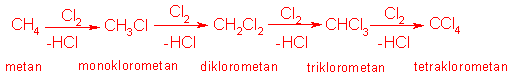 CH4 Cl2 -HCl CH3Cl Cl2 -HCl CH2Cl2 Cl2 -HCl CHCl3 Cl2 -HCl CCl4
metan monoklorometan diklorometan triklorometan tetraklorometan